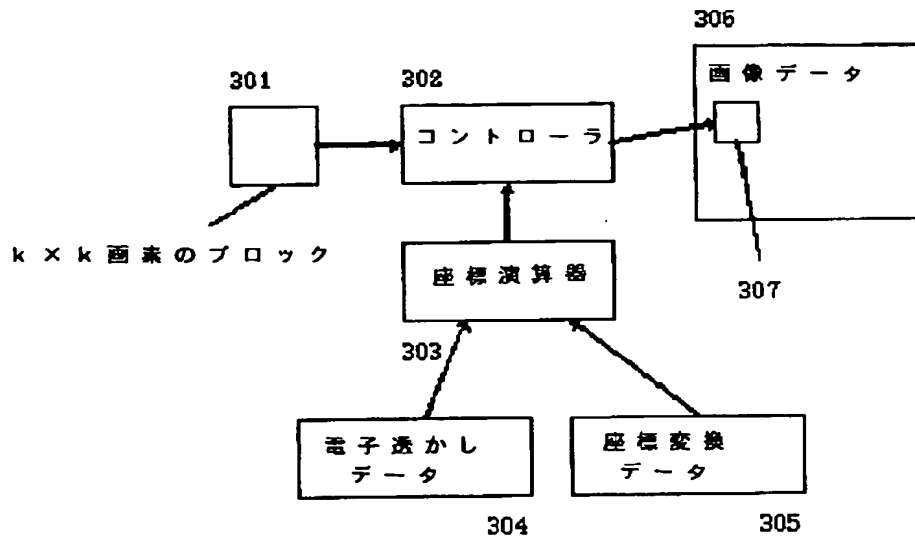 306
301
302
画像データ
コントローラ
k×k画素のブロック
座標演算器
307
303
電子透かし
データ
座標変換
データ
304
305